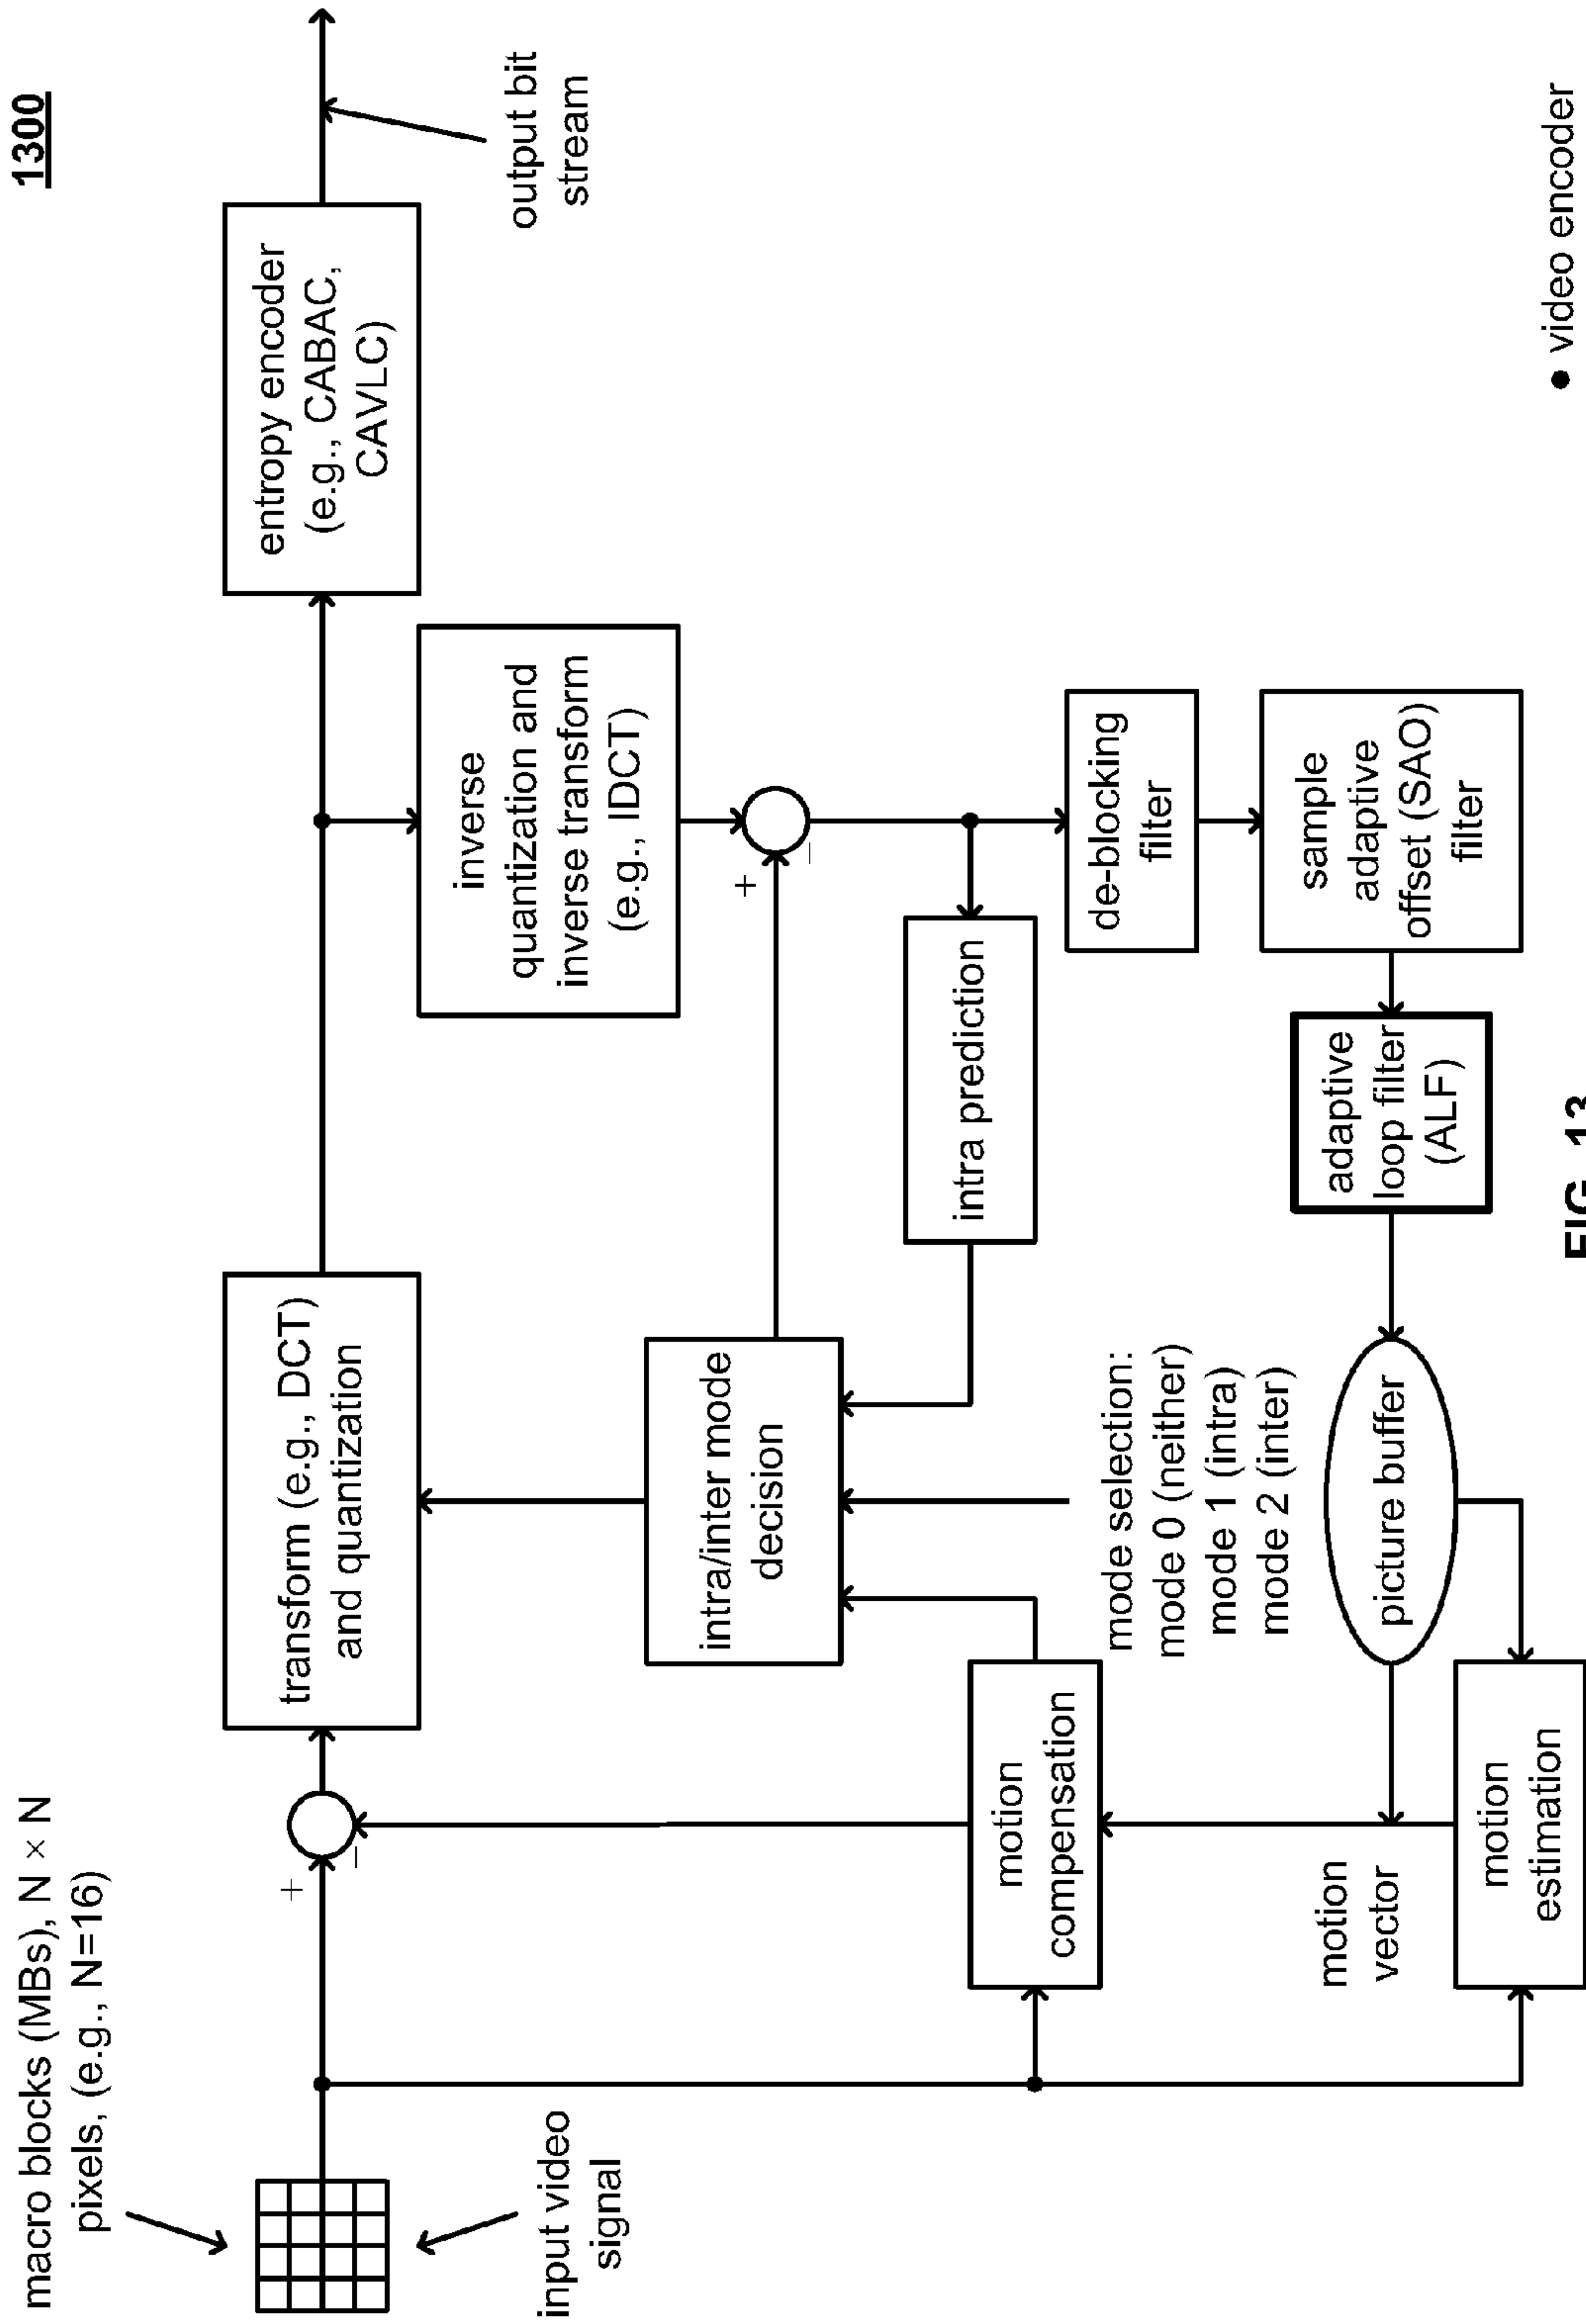 1300
macro blocks (MBs), N × N
pixels, (e.g., N=16)
input video
signal
+
−
transform (e.g., DCT)
and quantization
entropy encoder
(e.g., CABAC,
CAVLC)
output bit
stream
inverse
quantization and
inverse transform
(e.g., IDCT)
intra/inter mode
decision
+
−
motion
compensation
mode selection:
mode 0 (neither)
mode 1 (intra)
mode 2 (inter)
intra prediction
de-blocking
filter
sample
adaptive
offset (SAO)
filter
adaptive
loop filter
(ALF)
picture buffer
motion
vector
motion
estimation
• video encoder
FIG. 13